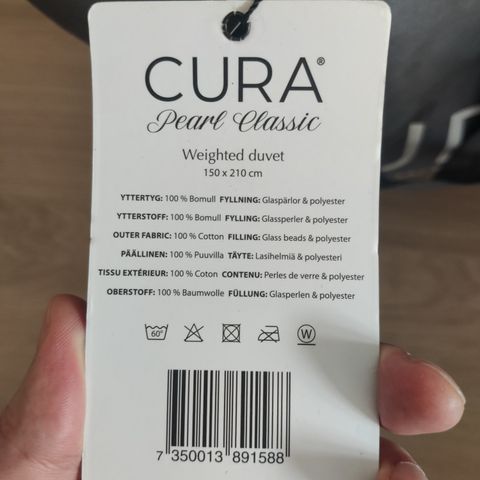 CURA®
Pearl Classic
Weighted duvet
150 x 210 cm
YTTERTYG: 100 % Bomull FYLLNING: Glaspärlor & polyester
YTTERSTOFF: 100 % Bomull FYLLING: Glassperler & polyester
OUTER FABRIC: 100 % Cotton FILLING: Glass beads & polyester
PÄÄLLINEN: 100 % Puuvilla TÄYTE: Lasihelmiä & polyesteri
TISSU EXTÉRIEUR: 100 % Coton CONTENU: Perles de verre & polyester
OBERSTOFF: 100 % Baumwolle FÜLLUNG: Glasperlen & polyester
60° W
7 350013 891588